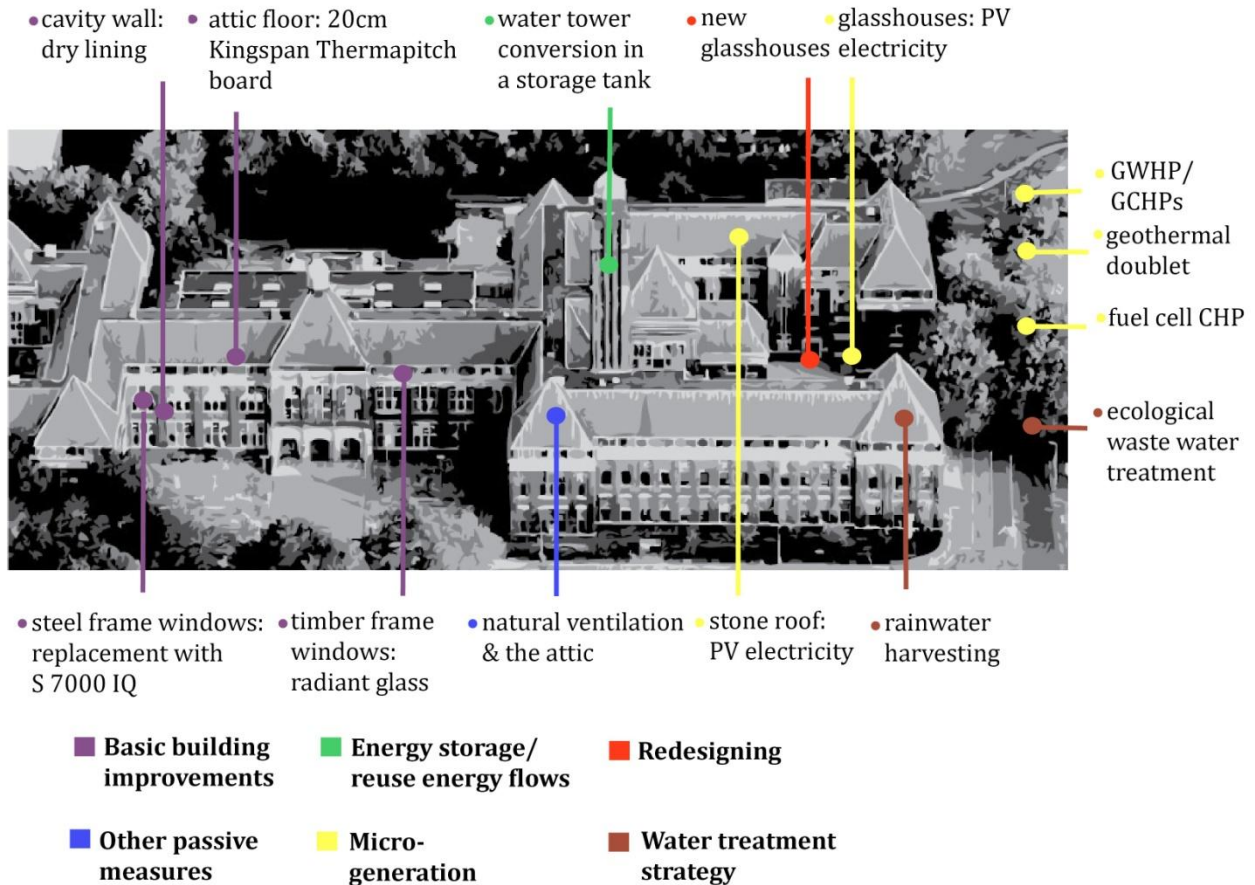 cavity wall:
dry lining
attic floor: 20cm
Kingspan Thermapitch
board
water tower
conversion in
a storage tank
new
glasshouses
glasshouses: PV
electricity
GWHP/
GCHPs
geothermal
doublet
fuel cell CHP
ecological
waste water
treatment
steel frame windows:
replacement with
S 7000 IQ
timber frame
windows:
radiant glass
natural ventilation
& the attic
stone roof:
PV electricity
rainwater
harvesting
Basic building
improvements
Energy storage/
reuse energy flows
Redesigning
Other passive
measures
Micro-
generation
Water treatment
strategy